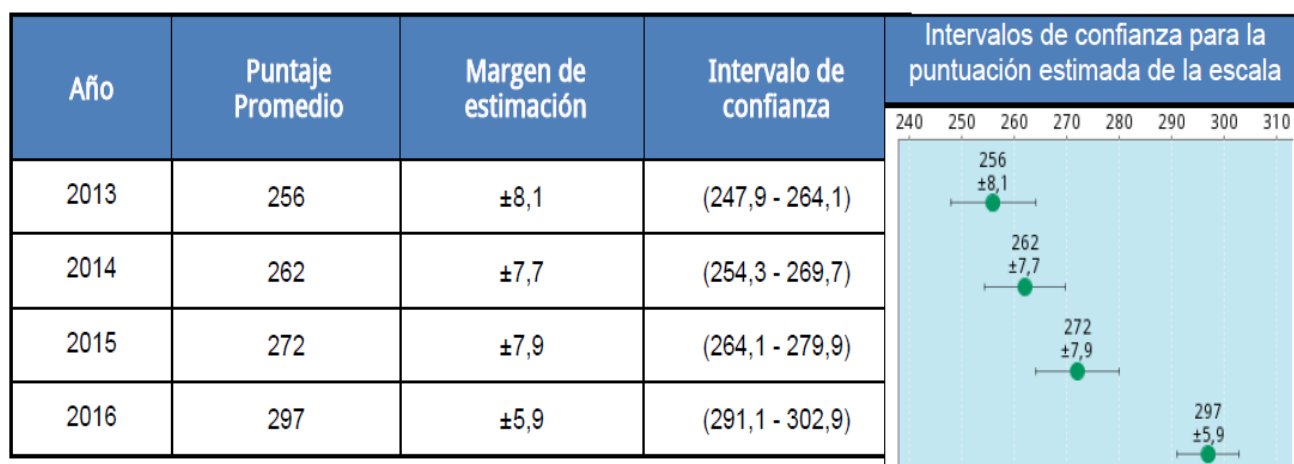 Año
Puntaje
Promedio
Margen de
estimación
Intervalo de
confianza
Intervalos de confianza para la
puntuación estimada de la escala
240 250 260 270 280 290 300 310
2013 256 ±8,1 (247,9 - 264,1)
256
±8,1
2014 262 ±7,7 (254,3 - 269,7)
262
±7,7
2015 272 ±7,9 (264,1 - 279,9)
272
±7,9
2016 297 ±5,9 (291,1 - 302,9)
297
±5,9